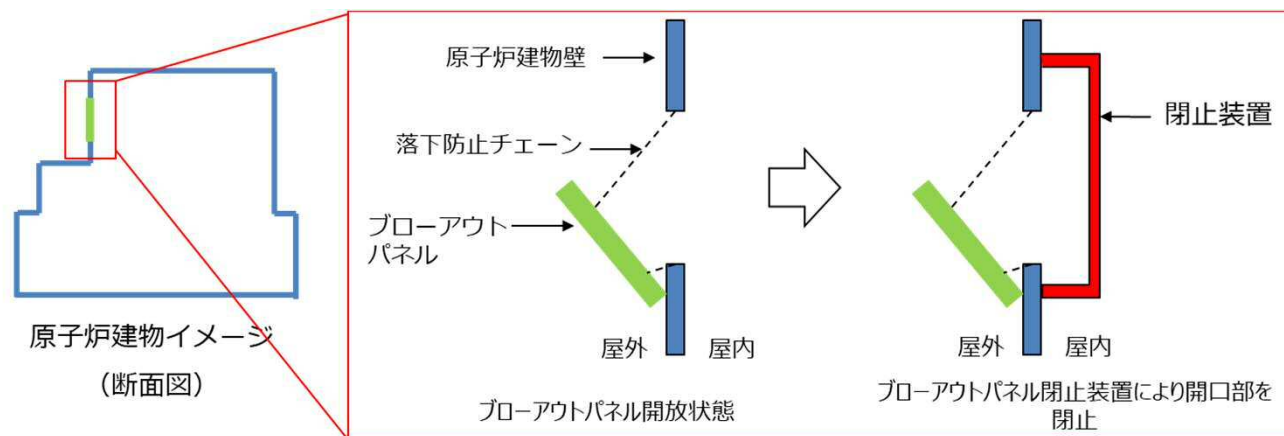 原子炉建物イメージ
（断面図）
原子炉建物壁
落下防止チェーン
ブローアウト
パネル
屋外
屋内
ブローアウトパネル開放状態
閉止装置
屋外
屋内
ブローアウトパネル閉止装置により開口部を
閉止